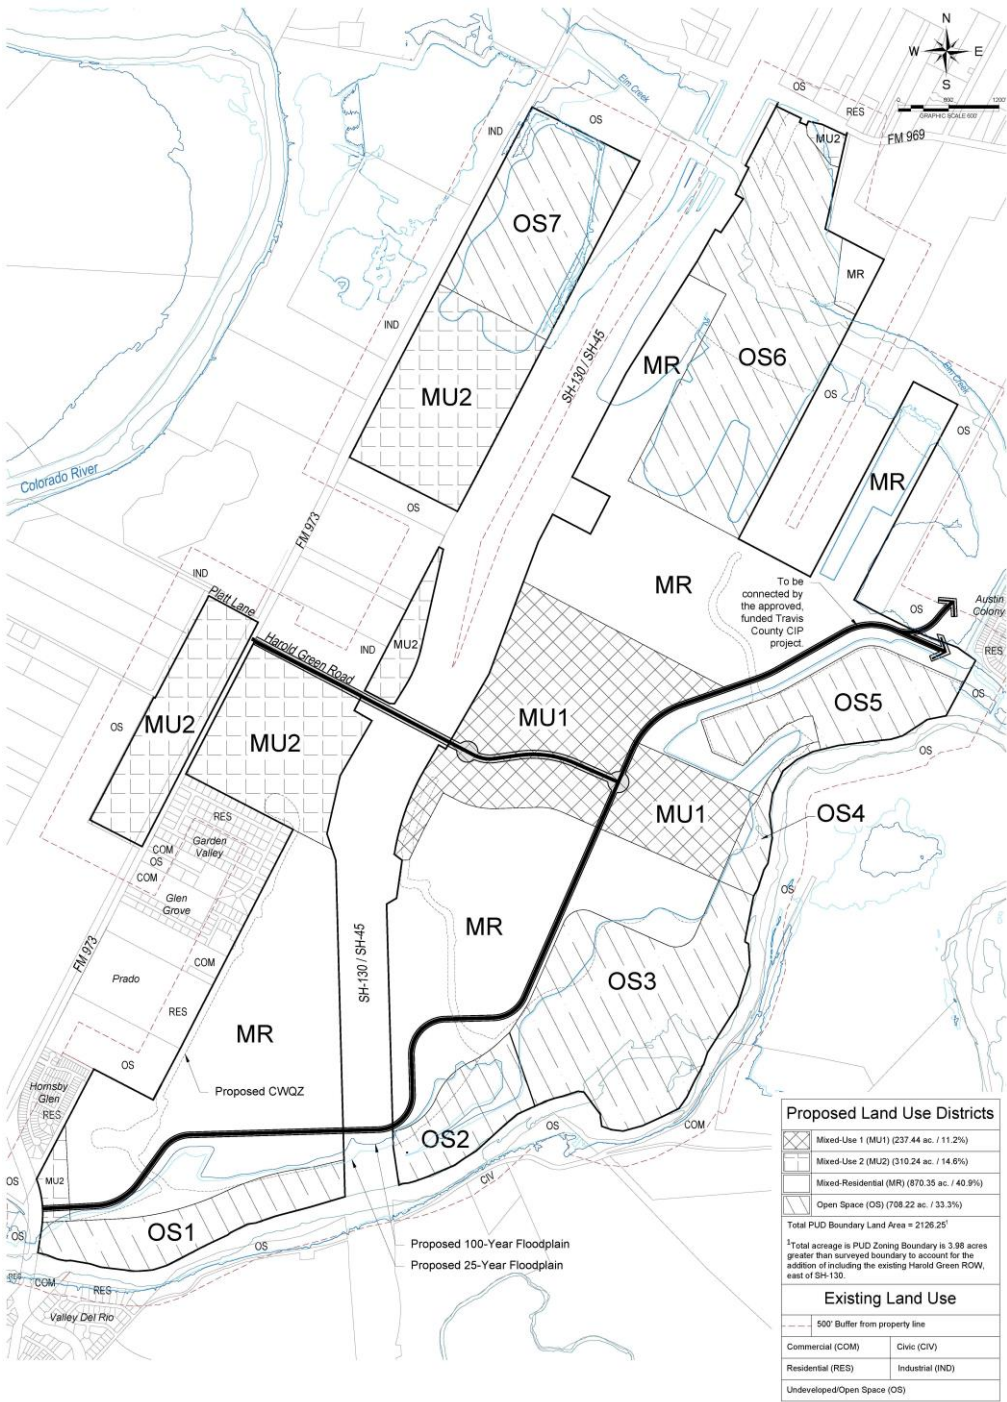 N
W E
S
0 600' 1200'
GRAPHIC SCALE 600'
OS
RES
FM 969
MU2
Elm Creek
IND
OS
OS7
MR
IND
SH-130 / SH-45
MR
OS6
MU2
OS
Elm Creek
OS
MR
Colorado River
OS
FM 973
IND
Platt Lane
MR
To be
connected by
the approved,
funded Travis
County CIP
project.
OS
Austin
Colony
RES
Harold Green Road
IND
MU2
OS
MU2
MU2
MU1
OS5
OS
OS
MU1
OS4
RES
Garden
Valley
COM
OS
COM
Glen
Grove
OS
FM 973
COM
MR
SH-130 / SH-45
OS3
Prado
RES
MR
OS
Proposed CWQZ
Hornsby
Glen
RES
MU2
OS
OS2
OS
COM
CIV
OS1
OS
OS
Proposed 100-Year Floodplain
Proposed 25-Year Floodplain
COM
RES
Valley Del Rio
Proposed Land Use Districts
Mixed-Use 1 (MU1) (237.44 ac. / 11.2%)
Mixed-Use 2 (MU2) (310.24 ac. / 14.6%)
Mixed-Residential (MR) (870.35 ac. / 40.9%)
Open Space (OS) (708.22 ac. / 33.3%)
Total PUD Boundary Land Area = 2126.25¹
¹Total acreage is PUD Zoning Boundary is 3.98 acres
greater than surveyed boundary to account for the
addition of including the existing Harold Green ROW,
east of SH-130.
Existing Land Use
500' Buffer from property line
Commercial (COM) Civic (CIV)
Residential (RES) Industrial (IND)
Undeveloped/Open Space (OS)